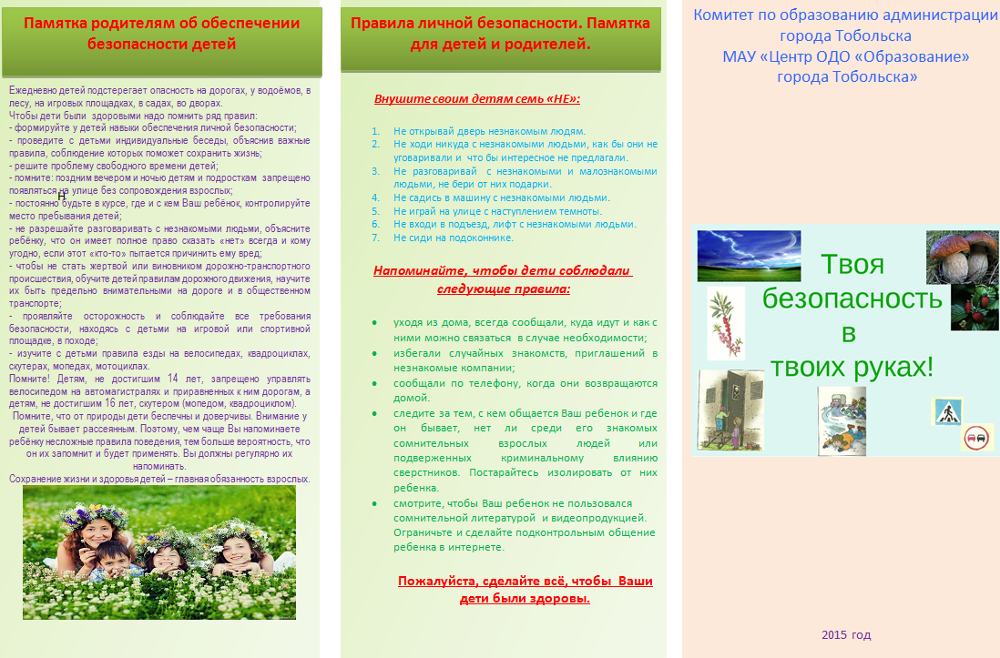 Памятка родителям об обеспечении
безопасности детей
Ежедневно детей подстерегает опасность на дорогах, у водоёмов, в
лесу, на игровых площадках, в садах, во дворах.
Чтобы дети были здоровыми надо помнить ряд правил:
- формируйте у детей навыки обеспечения личной безопасности;
- проведите с детьми индивидуальные беседы, объяснив важные
правила, соблюдение которых поможет сохранить жизнь;
- решите проблему свободного времени детей;
- помните: поздним вечером и ночью детям и подросткам запрещено
появляться на улице без сопровождения взрослых;
- постоянно будьте в курсе, где и с кем Ваш ребёнок, контролируйте
место пребывания детей;
- не разрешайте разговаривать с незнакомыми людьми, объясните
ребёнку, что он имеет полное право сказать «нет» всегда и кому
угодно, если этот «кто-то» пытается причинить ему вред;
- чтобы не стать жертвой или виновником дорожно-транспортного
происшествия, обучите детей правилам дорожного движения, научите
их быть предельно внимательными на дороге и в общественном
транспорте;
- проявляйте осторожность и соблюдайте все требования
безопасности, находясь с детьми на игровой или спортивной
площадке, в походе;
- изучите с детьми правила езды на велосипедах, квадроциклах,
скутерах, мопедах, мотоциклах.
Помните! Детям, не достигшим 14 лет, запрещено управлять
велосипедом на автомагистралях и приравненных к ним дорогам, а
детям, не достигшим 16 лет, скутером (мопедом, квадроциклом).
Помните, что от природы дети беспечны и доверчивы. Внимание у
детей бывает рассеянным. Поэтому, чем чаще Вы напоминаете
ребёнку несложные правила поведения, тем больше вероятность, что
он их запомнит и будет применять. Вы должны регулярно их
напоминать.
Сохранение жизни и здоровья детей – главная обязанность взрослых.
Правила личной безопасности. Памятка
для детей и родителей.
Внушите своим детям семь «НЕ»:
1. Не открывай дверь незнакомым людям.
2. Не ходи никуда с незнакомыми людьми, как бы они не
уговаривали и что бы интересное не предлагали.
3. Не разговаривай с незнакомыми и малознакомыми
людьми, не бери от них подарки.
4. Не садись в машину с незнакомыми людьми.
5. Не играй на улице с наступлением темноты.
6. Не входи в подъезд, лифт с незнакомыми людьми.
7. Не сиди на подоконнике.
Напоминайте, чтобы дети соблюдали
следующие правила:
• уходя из дома, всегда сообщали, куда идут и как с
ними можно связаться в случае необходимости;
• избегали случайных знакомств, приглашений в
незнакомые компании;
• сообщали по телефону, когда они возвращаются
домой.
• следите за тем, с кем общается Ваш ребенок и где
он бывает, нет ли среди его знакомых
сомнительных взрослых людей или
подверженных криминальному влиянию
сверстников. Постарайтесь изолировать от них
ребенка.
• смотрите, чтобы Ваш ребенок не пользовался
сомнительной литературой и видеопродукцией.
Ограничьте и сделайте подконтрольным общение
ребенка в интернете.
Пожалуйста, сделайте всё, чтобы Ваши
дети были здоровы.
Комитет по образованию администрации
города Тобольска
МАУ «Центр ОДО «Образование»
города Тобольска»
Твоя
безопасность
в
твоих руках!
2015 год